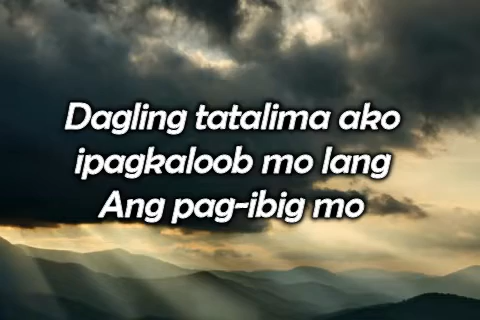 Dagling tatalima ako
ipagkaloob mo lang
Ang pag-ibig mo